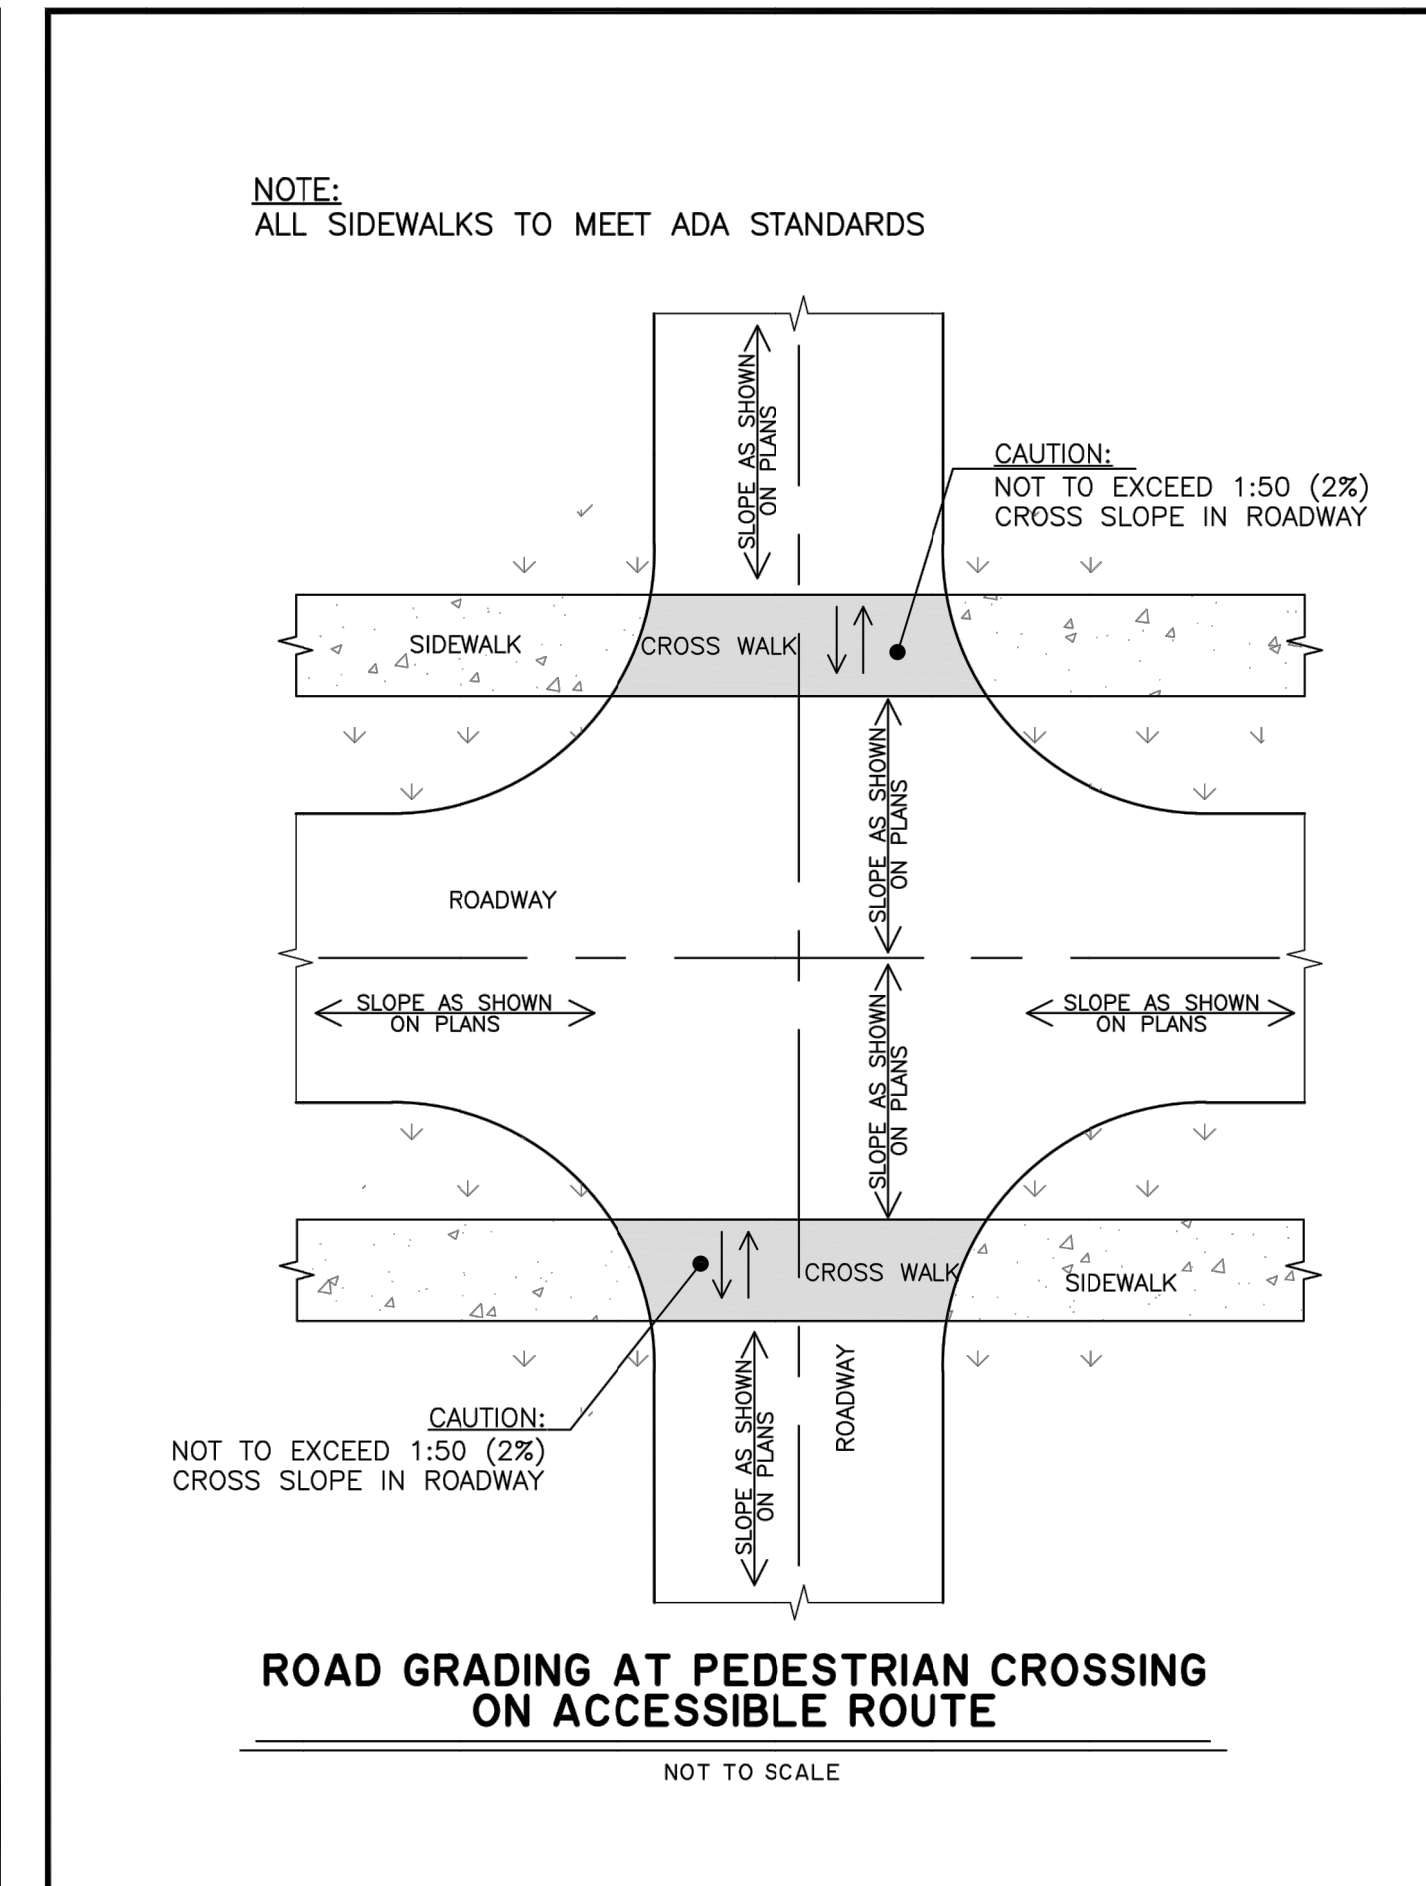 NOTE:
ALL SIDEWALKS TO MEET ADA STANDARDS
SLOPE AS SHOWN
ON PLANS
CAUTION:
NOT TO EXCEED 1:50 (2%)
CROSS SLOPE IN ROADWAY
SIDEWALK
CROSS WALK
SLOPE AS SHOWN
ON PLANS
ROADWAY
SLOPE AS SHOWN
ON PLANS
SLOPE AS SHOWN
ON PLANS
SLOPE AS SHOWN
ON PLANS
CROSS WALK
SIDEWALK
SLOPE AS SHOWN
ON PLANS
ROADWAY
CAUTION:
NOT TO EXCEED 1:50 (2%)
CROSS SLOPE IN ROADWAY
ROAD GRADING AT PEDESTRIAN CROSSING
ON ACCESSIBLE ROUTE
NOT TO SCALE